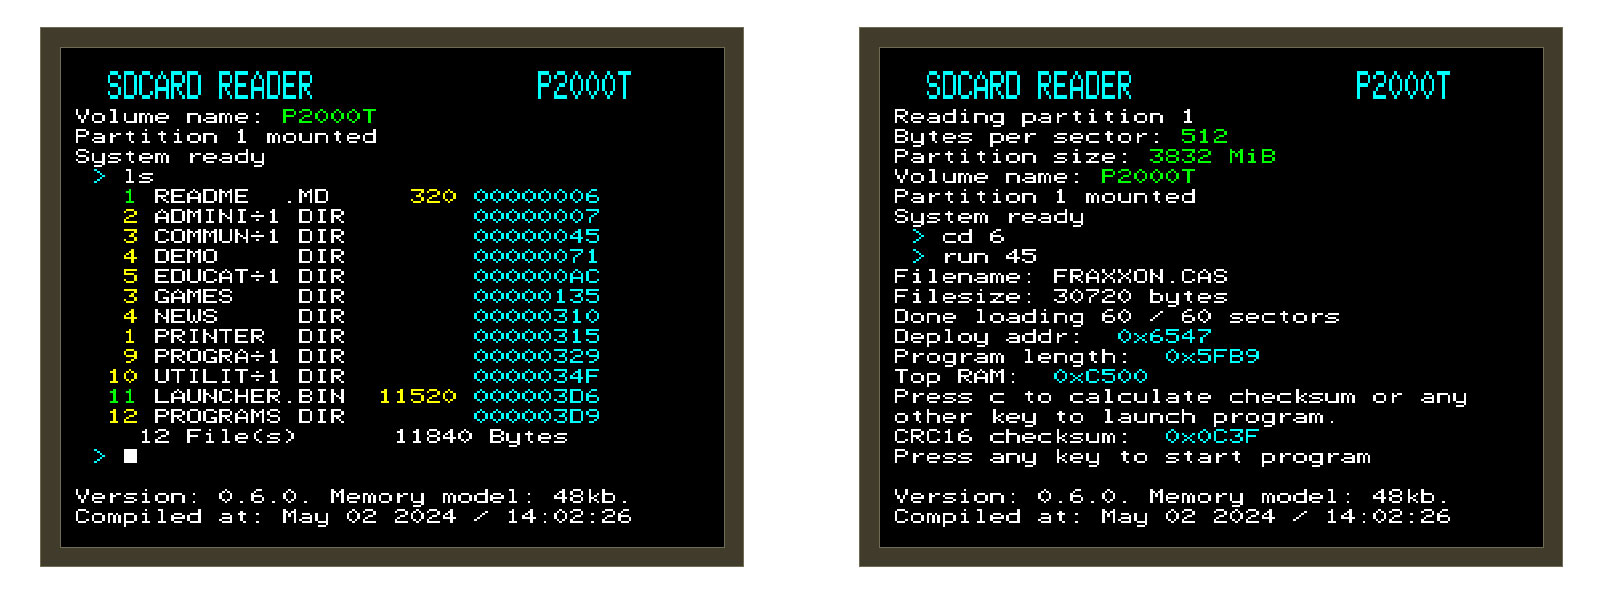 SDCARD READER P2000T
Volume name: P2000T
Partition 1 mounted
System ready
> ls
1 README .MD 320 00000006
2 ADMINI÷1 DIR 00000007
3 COMMUN÷1 DIR 00000045
4 DEMO DIR 00000071
5 EDUCAT÷1 DIR 000000AC
3 GAMES DIR 00000135
4 NEWS DIR 00000310
1 PRINTER DIR 00000315
9 PROGRA÷1 DIR 00000329
10 UTILIT÷1 DIR 0000034F
11 LAUNCHER.BIN 11520 000003D6
12 PROGRAMS DIR 000003D9
12 File(s) 11840 Bytes
>
Version: 0.6.0. Memory model: 48kb.
Compiled at: May 02 2024 / 14:02:26
SDCARD READER P2000T
Reading partition 1
Bytes per sector: 512
Partition size: 3832 MiB
Volume name: P2000T
Partition 1 mounted
System ready
> cd 6
> run 45
Filename: FRAXXON.CAS
Filesize: 30720 bytes
Done loading 60 / 60 sectors
Deploy addr: 0x6547
Program length: 0x5FB9
Top RAM: 0xC500
Press c to calculate checksum or any
other key to launch program.
CRC16 checksum: 0x0C3F
Press any key to start program
Version: 0.6.0. Memory model: 48kb.
Compiled at: May 02 2024 / 14:02:26